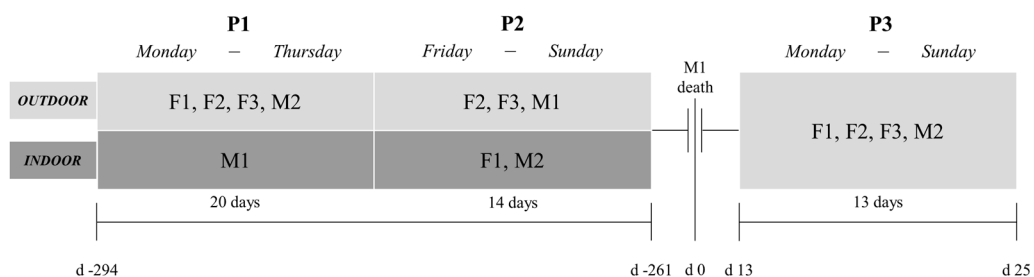 P1 P2 P3
Monday – Thursday Friday – Sunday Monday – Sunday
M1
death
OUTDOOR F1, F2, F3, M2 F2, F3, M1
F1, F2, F3, M2
INDOOR M1 F1, M2
20 days 14 days 13 days
d -294 d -261 d 0 d 13 d 25